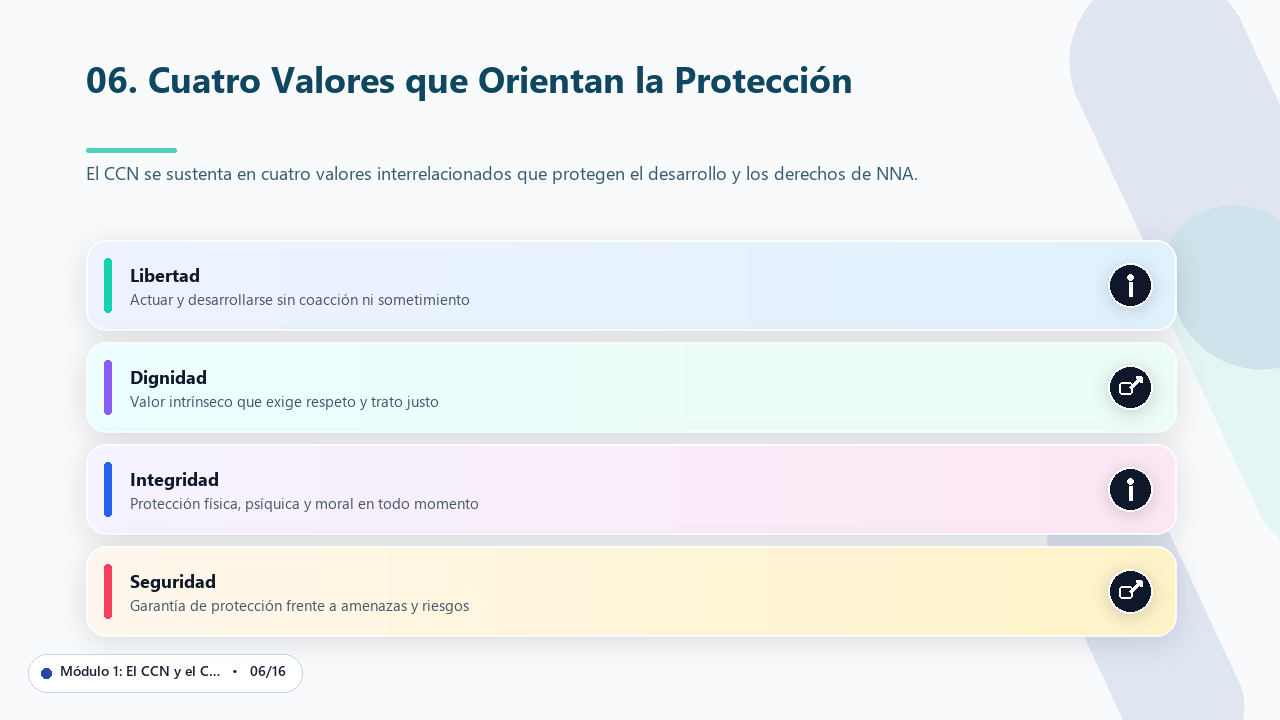 06. Cuatro Valores que Orientan la Protección
El CCN se sustenta en cuatro valores interrelacionados que protegen el desarrollo y los derechos de NNA.
Libertad
Actuar y desarrollarse sin coacción ni sometimiento
Dignidad
Valor intrínseco que exige respeto y trato justo
Integridad
Protección física, psíquica y moral en todo momento
Seguridad
Garantía de protección frente a amenazas y riesgos
Módulo 1: El CCN y el C... • 06/16